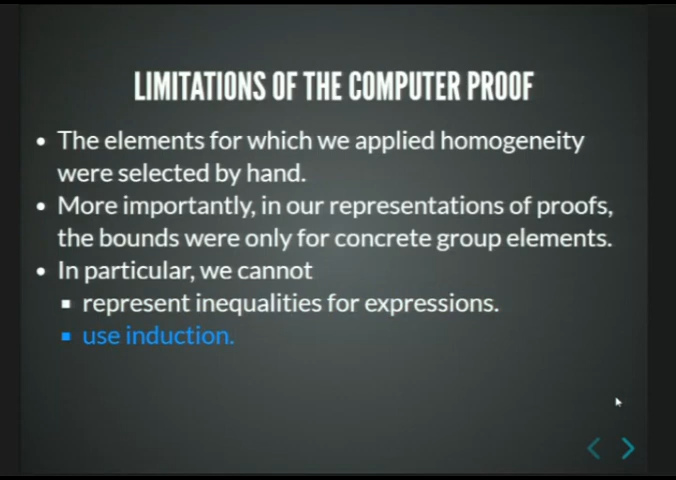 LIMITATIONS OF THE COMPUTER PROOF
• The elements for which we applied homogeneity
were selected by hand.
• More importantly, in our representations of proofs,
the bounds were only for concrete group elements.
• In particular, we cannot
▪ represent inequalities for expressions.
▪ use induction.